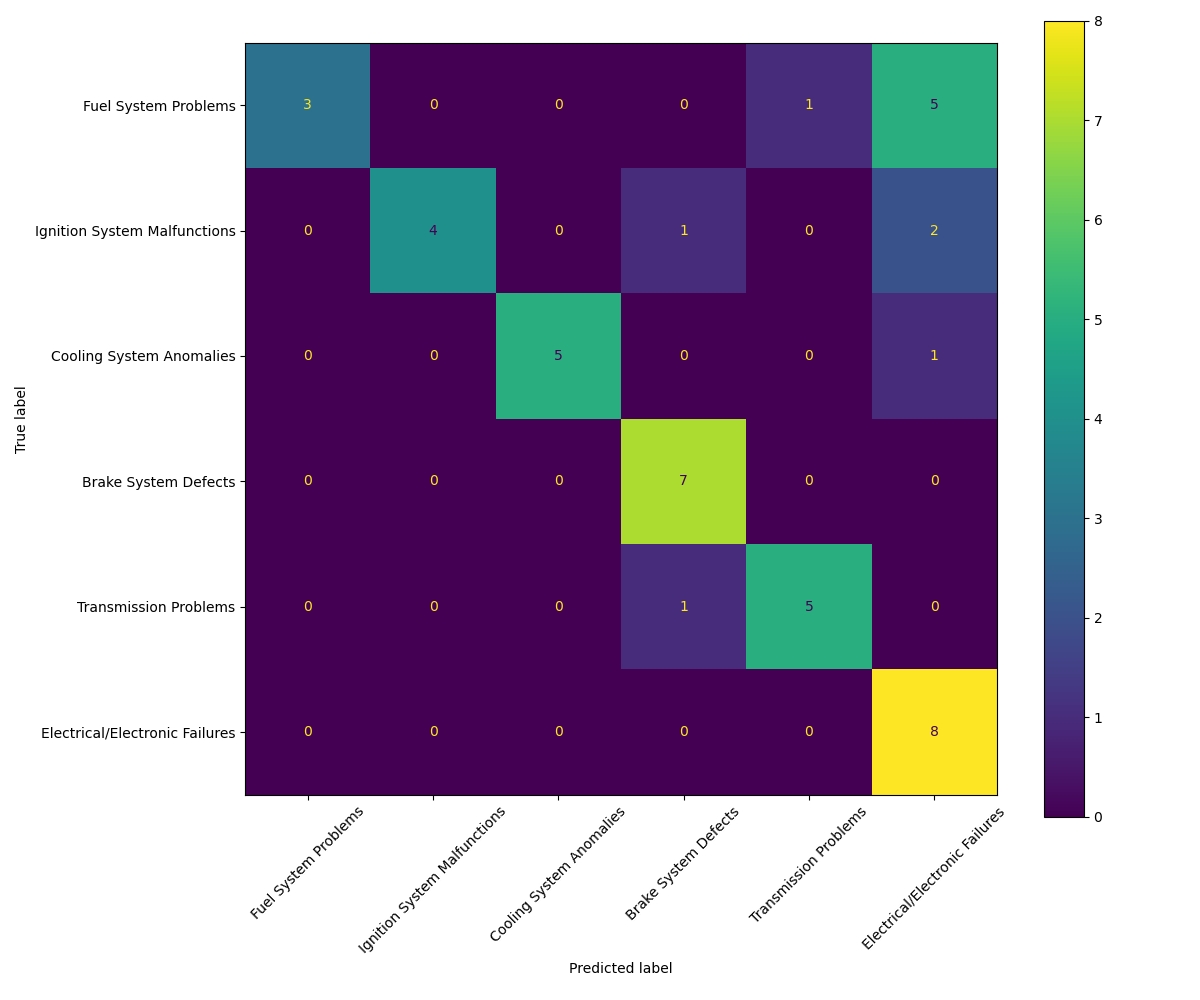 8
Fuel System Problems 3 0 0 0 1 5
7
Ignition System Malfunctions 0 4 0 1 0 2
6
Cooling System Anomalies 0 0 5 0 0 1
5
True label
4
Brake System Defects 0 0 0 7 0 0
3
Transmission Problems 0 0 0 1 5 0
2
Electrical/Electronic Failures 0 0 0 0 0 8
1
0
Fuel System Problems
Ignition System Malfunctions
Cooling System Anomalies
Brake System Defects
Transmission Problems
Electrical/Electronic Failures
Predicted label